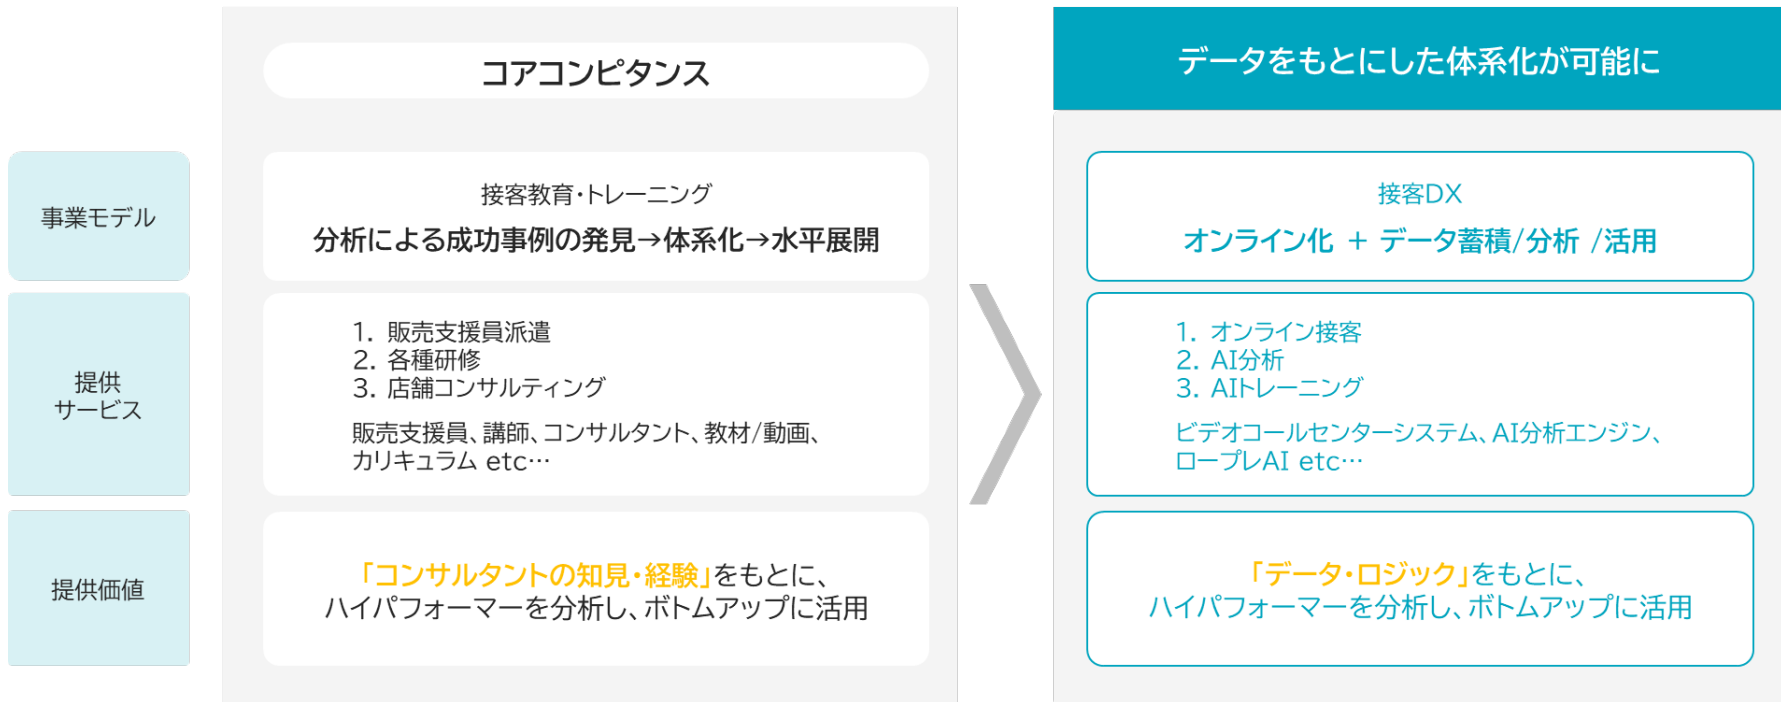 コアコンピタンス
データをもとにした体系化が可能に
事業モデル
接客教育・トレーニング
分析による成功事例の発見→体系化→水平展開
接客DX
オンライン化 + データ蓄積/分析 /活用
提供
サービス
1. 販売支援員派遣
2. 各種研修
3. 店舗コンサルティング
販売支援員、講師、コンサルタント、教材/動画、
カリキュラム etc…
1. オンライン接客
2. AI分析
3. AIトレーニング
ビデオコールセンターシステム、AI分析エンジン、
ロープレAI etc…
提供価値
「コンサルタントの知見・経験」をもとに、
ハイパフォーマーを分析し、ボトムアップに活用
「データ・ロジック」をもとに、
ハイパフォーマーを分析し、ボトムアップに活用